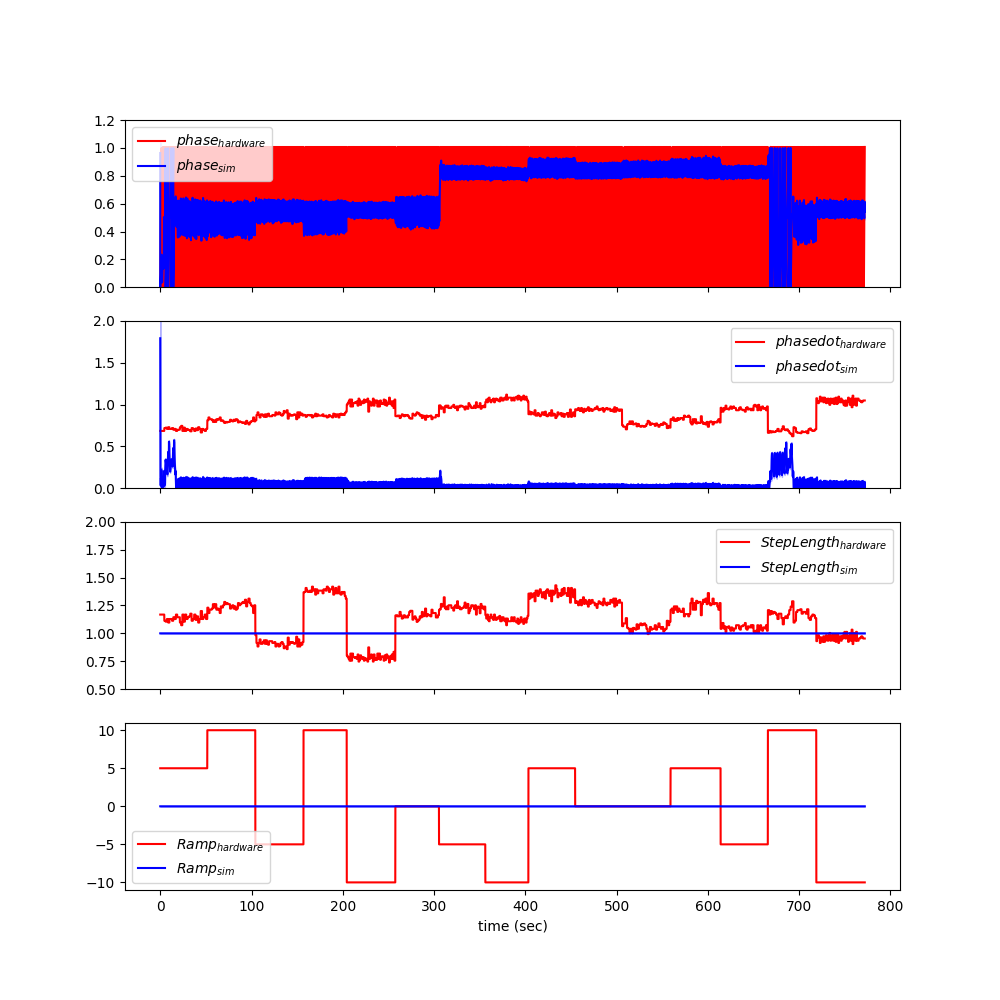 1.2
1.0
0.8
0.6
0.4
0.2
0.0
phase_hardware
phase_sim
2.0
1.5
1.0
0.5
0.0
phasedot_hardware
phasedot_sim
2.00
1.75
1.50
1.25
1.00
0.75
0.50
StepLength_hardware
StepLength_sim
10
5
0
−5
−10
Ramp_hardware
Ramp_sim
0 100 200 300 400 500 600 700 800
time (sec)